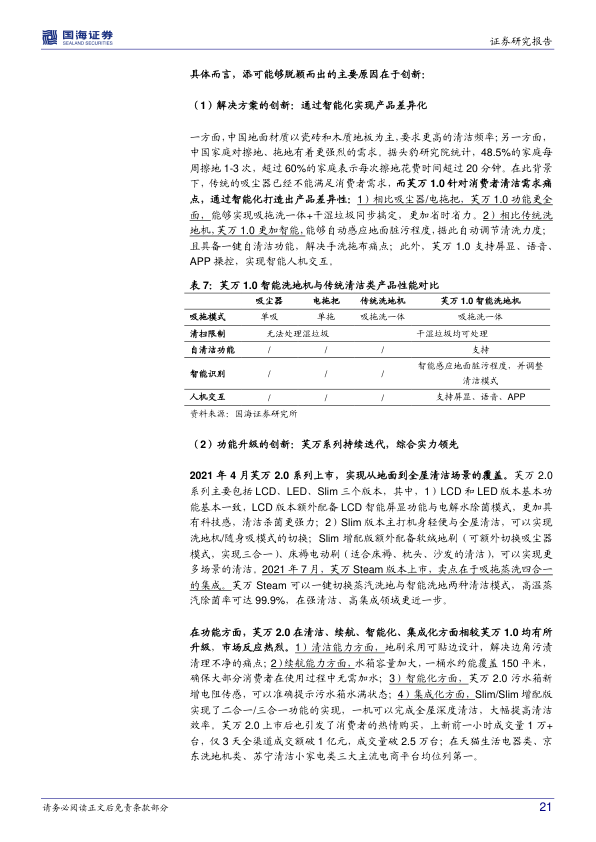 国海证券
SEALAND SECURITIES
证券研究报告
具体而言，添可能够脱颖而出的主要原因在于创新：
（1）解决方案的创新：通过智能化实现产品差异化
一方面，中国地面材质以瓷砖和木质地板为主，要求更高的清洁频率；另一方面，
中国家庭对擦地、拖地有着更强烈的需求。据头豹研究院统计，48.5%的家庭每
周擦地 1-3 次，超过 60%的家庭表示每次擦地花费时间超过 20 分钟。在此背景
下，传统的吸尘器已经不能满足消费者需求，而芙万 1.0 针对消费者清洁需求痛
点，通过智能化打造出产品差异性：1）相比吸尘器/电拖把，芙万 1.0 功能更全
面，能够实现吸拖洗一体+干湿垃圾同步搞定，更加省时省力。2）相比传统洗
地机，芙万 1.0 更加智能，能够自动感应地面脏污程度，据此自动调节清洗力度；
且具备一键自清洁功能，解决手洗拖布痛点；此外，芙万 1.0 支持屏显、语音、
APP 操控，实现智能人机交互。
表 7：芙万 1.0 智能洗地机与传统清洁类产品性能对比
吸尘器 电拖把 传统洗地机 芙万 1.0 智能洗地机
吸拖模式 单吸 单拖 吸拖洗一体 吸拖洗一体
清扫限制 无法处理湿垃圾 干湿垃圾均可处理
自清洁功能 / / / 支持
智能识别 / / / 智能感应地面脏污程度，并调整
清洁模式
人机交互 / / / 支持屏显、语音、APP
资料来源：国海证券研究所
（2）功能升级的创新：芙万系列持续迭代，综合实力领先
2021 年 4 月芙万 2.0 系列上市，实现从地面到全屋清洁场景的覆盖。芙万 2.0
系列主要包括 LCD、LED、Slim 三个版本，其中，1）LCD 和 LED 版本基本功
能基本一致，LCD 版本额外配备 LCD 智能屏显功能与电解水除菌模式，更加具
有科技感，清洁杀菌更强力；2）Slim 版本主打机身轻便与全屋清洁，可以实现
洗地机/随身吸模式的切换；Slim 增配版额外配备软绒地刷（可额外切换吸尘器
模式，实现三合一）、床褥电动刷（适合床褥、枕头、沙发的清洁），可以实现更
多场景的清洁。2021 年 7 月，芙万 Steam 版本上市，卖点在于吸拖蒸洗四合一
的集成。芙万 Steam 可以一键切换蒸汽洗地与智能洗地两种清洁模式，高温蒸
汽除菌率可达 99.9%，在强清洁、高集成领域更近一步。
在功能方面，芙万 2.0 在清洁、续航、智能化、集成化方面相较芙万 1.0 均有所
升级，市场反应热烈。1）清洁能力方面，地刷采用可贴边设计，解决边角污渍
清理不净的痛点；2)续航能力方面，水箱容量加大，一桶水约能覆盖 150 平米，
确保大部分消费者在使用过程中无需加水；3）智能化方面，芙万 2.0 污水箱新
增电阻传感，可以准确提示污水箱水满状态；4）集成化方面，Slim/Slim 增配版
实现了二合一/三合一功能的实现，一机可以完成全屋深度清洁，大幅提高清洁
效率。芙万 2.0 上市后也引发了消费者的热情购买，上新前一小时成交量 1 万+
台，仅 3 天全渠道成交额破 1 亿元，成交量破 2.5 万台；在天猫生活电器类、京
东洗地机类、苏宁清洁小家电类三大主流电商平台均位列第一。
请务必阅读正文后免责条款部分
21